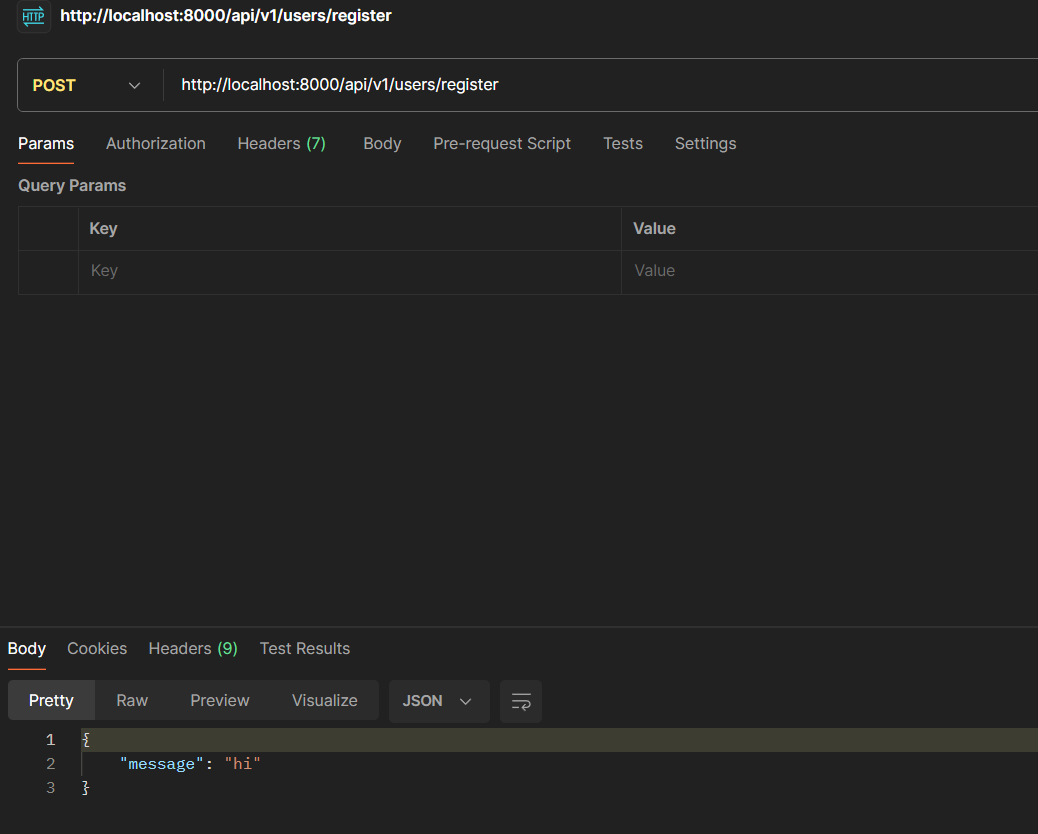 HTTP http://localhost:8000/api/v1/users/register
POST http://localhost:8000/api/v1/users/register
Params Authorization Headers (7) Body Pre-request Script Tests Settings
Query Params
Key Value
Key Value
Body Cookies Headers (9) Test Results
Pretty Raw Preview Visualize JSON
1 {
2 "message": "hi"
3 }